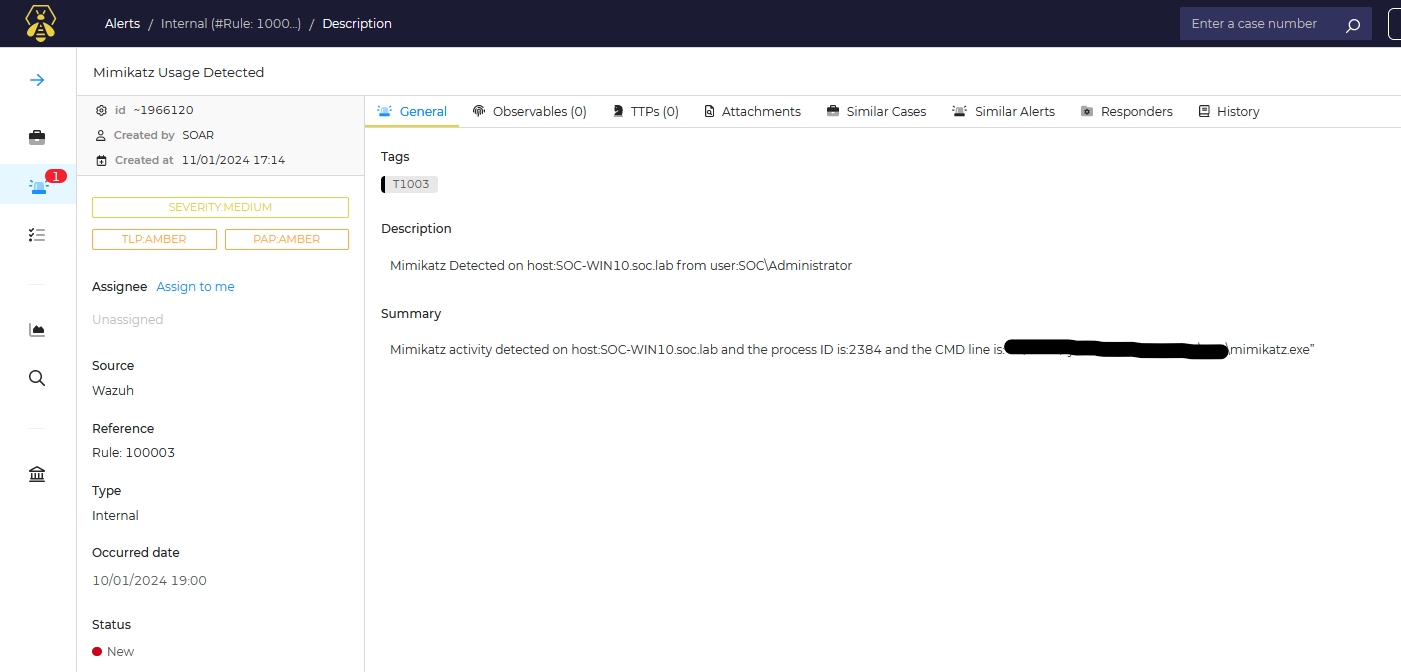 Alerts / Internal (#Rule: 1000...) / Description
Enter a case number
Mimikatz Usage Detected
id ~1966120
Created by SOAR
Created at 11/01/2024 17:14
General
Observables (0)
TTPs (0)
Attachments
Similar Cases
Similar Alerts
Responders
History
1
SEVERITY:MEDIUM
TLP:AMBER
PAP:AMBER
Assignee Assign to me
Unassigned
Source
Wazuh
Reference
Rule: 100003
Type
Internal
Occurred date
10/01/2024 19:00
Status
New
Tags
T1003
Description
Mimikatz Detected on host:SOC-WIN10.soc.lab from user:SOC\Administrator
Summary
Mimikatz activity detected on host:SOC-WIN10.soc.lab and the process ID is:2384 and the CMD line is: \mimikatz.exe"